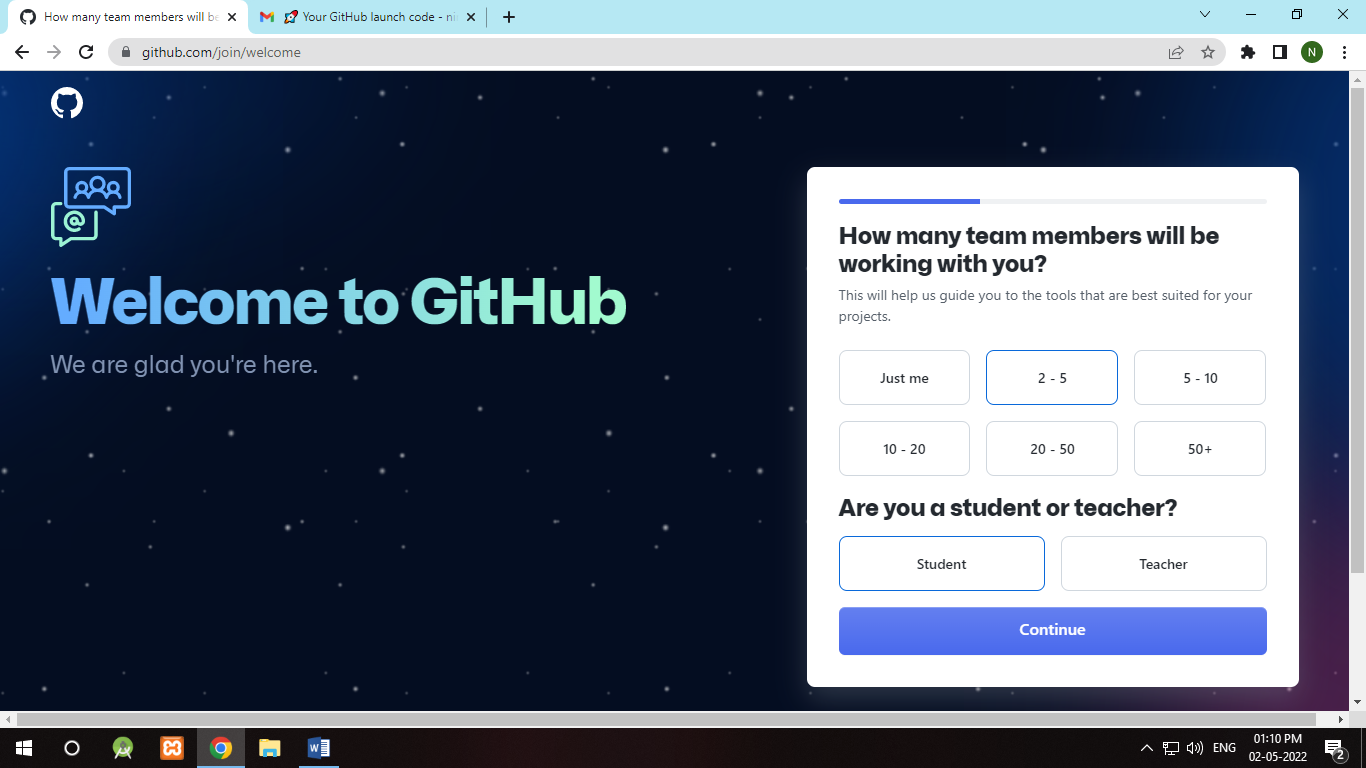 How many team members will be
Your GitHub launch code - ni
github.com/join/welcome
N
Welcome to GitHub
We are glad you're here.
How many team members will be
working with you?
This will help us guide you to the tools that are best suited for your
projects.
Just me
2 - 5
5 - 10
10 - 20
20 - 50
50+
Are you a student or teacher?
Student
Teacher
Continue
ENG
01:10 PM
02-05-2022
2